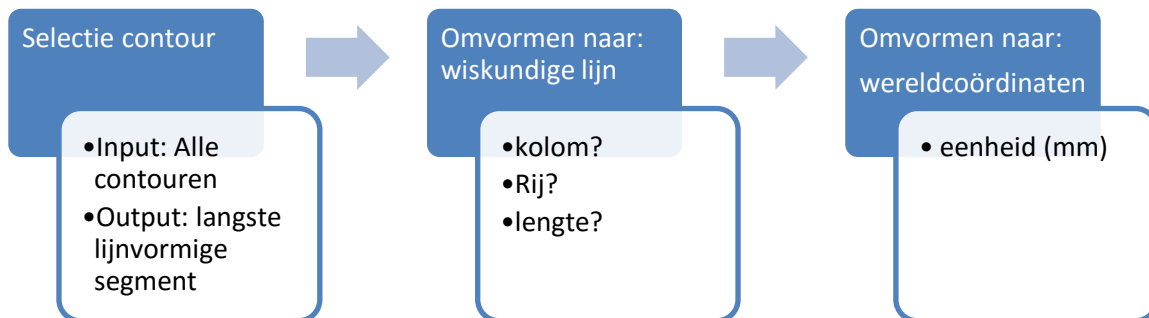 Selectie contour
•Input: Alle
contouren
•Output: langste
lijnvormige
segment
Omvormen naar:
wiskundige lijn
•kolom?
•Rij?
•lengte?
Omvormen naar:
wereldcoördinaten
• eenheid (mm)